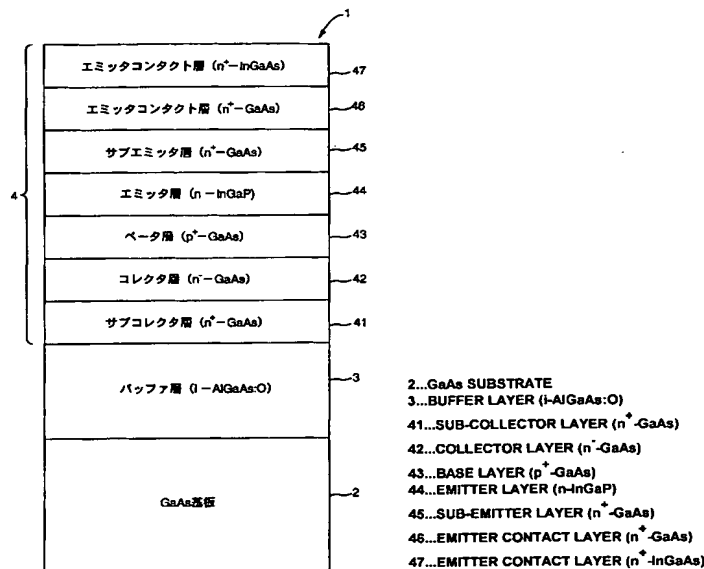 1
エミッタコンタクト層 (n⁺－InGaAs) 47
エミッタコンタクト層 (n⁺－GaAs) 46
サブエミッタ層 (n⁺－GaAs) 45
4
エミッタ層 (n－InGaP) 44
ベータ層 (p⁺－GaAs) 43
コレクタ層 (n⁻－GaAs) 42
サブコレクタ層 (n⁺－GaAs) 41
バッファ層 (i－AlGaAs:O) 3
GaAs基板 2
2...GaAs SUBSTRATE
3...BUFFER LAYER (i-AlGaAs:O)
41...SUB-COLLECTOR LAYER (n⁺-GaAs)
42...COLLECTOR LAYER (n⁻-GaAs)
43...BASE LAYER (p⁺-GaAs)
44...EMITTER LAYER (n-InGaP)
45...SUB-EMITTER LAYER (n⁺-GaAs)
46...EMITTER CONTACT LAYER (n⁺-GaAs)
47...EMITTER CONTACT LAYER (n⁺-InGaAs)